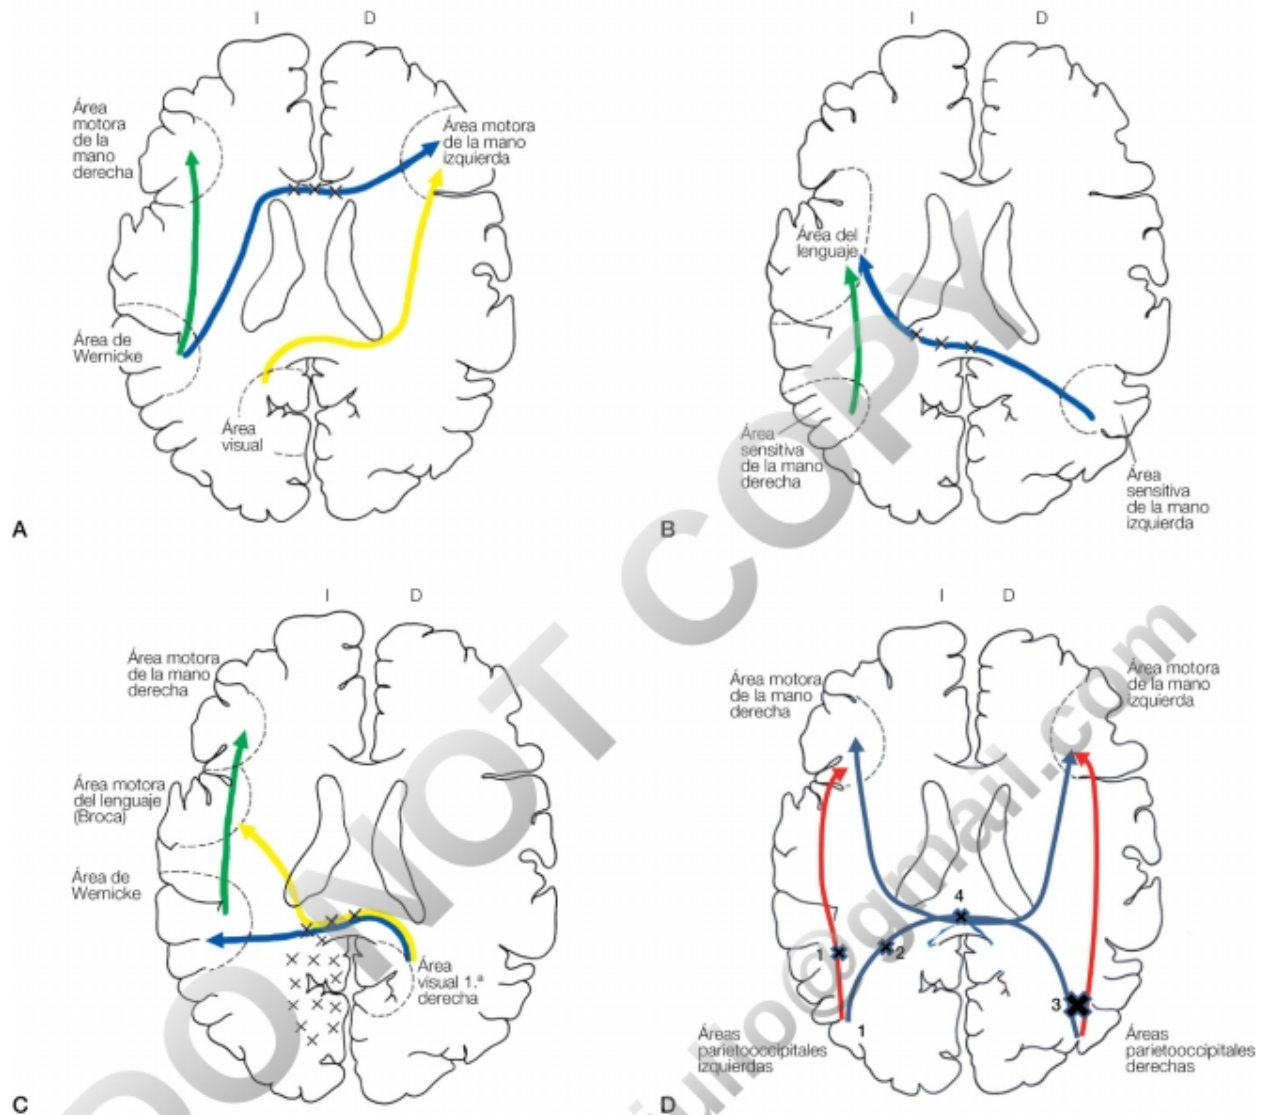 I D
Área
motora
de la
mano
derecha
Área motora
de la mano
izquierda
Área de
Wernicke
Área
visual
A
I D
Área del
lenguaje
Área
sensitiva
de la mano
derecha
Área
sensitiva
de la mano
izquierda
B
I D
Área motora
de la mano
derecha
Área motora
del lenguaje
(Broca)
Área de
Wernicke
Área
visual 1.ª
derecha
C
I D
Área motora
de la mano
derecha
Área motora
de la mano
izquierda
4
1
2
3
1
Áreas
parietooccipitales
izquierdas
Áreas
parietooccipitales
derechas
D
DO NOT COPY
julio@gmail.com